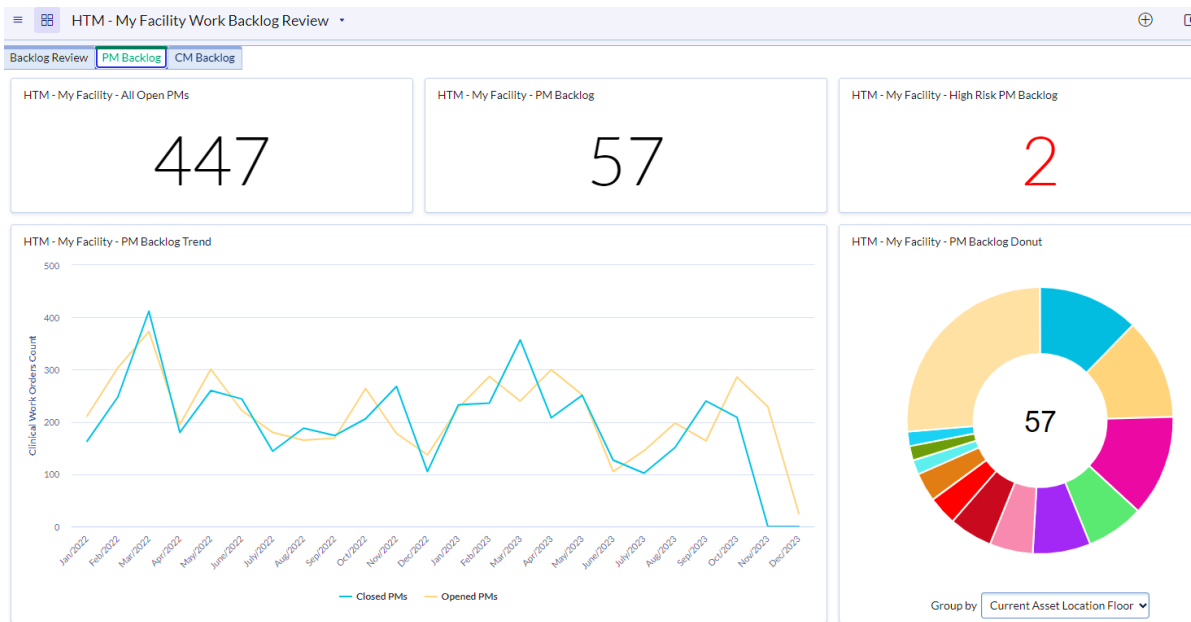 HTM - My Facility Work Backlog Review
Backlog Review PM Backlog CM Backlog
HTM - My Facility - All Open PMs
447
HTM - My Facility - PM Backlog
57
HTM - My Facility - High Risk PM Backlog
2
HTM - My Facility - PM Backlog Trend
Clinical Work Orders Count
500
400
300
200
100
0
Jan/2022
Feb/2022
Mar/2022
Apr/2022
May/2022
June/2022
July/2022
Aug/2022
Sep/2022
Oct/2022
Nov/2022
Dec/2022
Jan/2023
Feb/2023
Mar/2023
Apr/2023
May/2023
June/2023
July/2023
Aug/2023
Sep/2023
Oct/2023
Nov/2023
Dec/2023
Closed PMs Opened PMs
HTM - My Facility - PM Backlog Donut
57
Group by Current Asset Location Floor